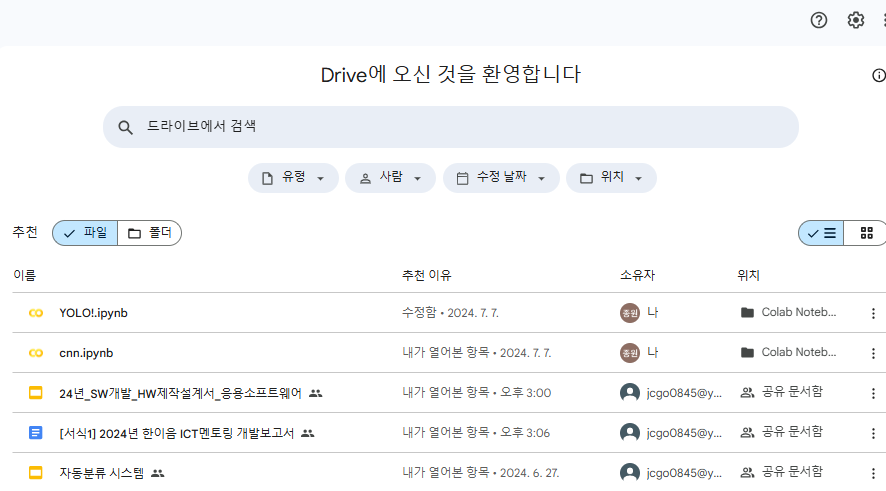 Drive에 오신 것을 환영합니다
드라이브에서 검색
유형 사람 수정 날짜 위치
추천 파일 폴더
이름 추천 이유 소유자 위치
YOLO!.ipynb 수정함 • 2024. 7. 7. 종원 나 Colab Noteb...
cnn.ipynb 내가 열어본 항목 • 2024. 7. 7. 종원 나 Colab Noteb...
24년_SW개발_HW제작설계서_응용소프트웨어 내가 열어본 항목 • 오후 3:00 jcgo0845@y... 공유 문서함
[서식1] 2024년 한이음 ICT멘토링 개발보고서 내가 열어본 항목 • 오후 3:06 jcgo0845@y... 공유 문서함
자동분류 시스템 내가 열어본 항목 • 2024. 6. 27. jcgo0845@y... 공유 문서함